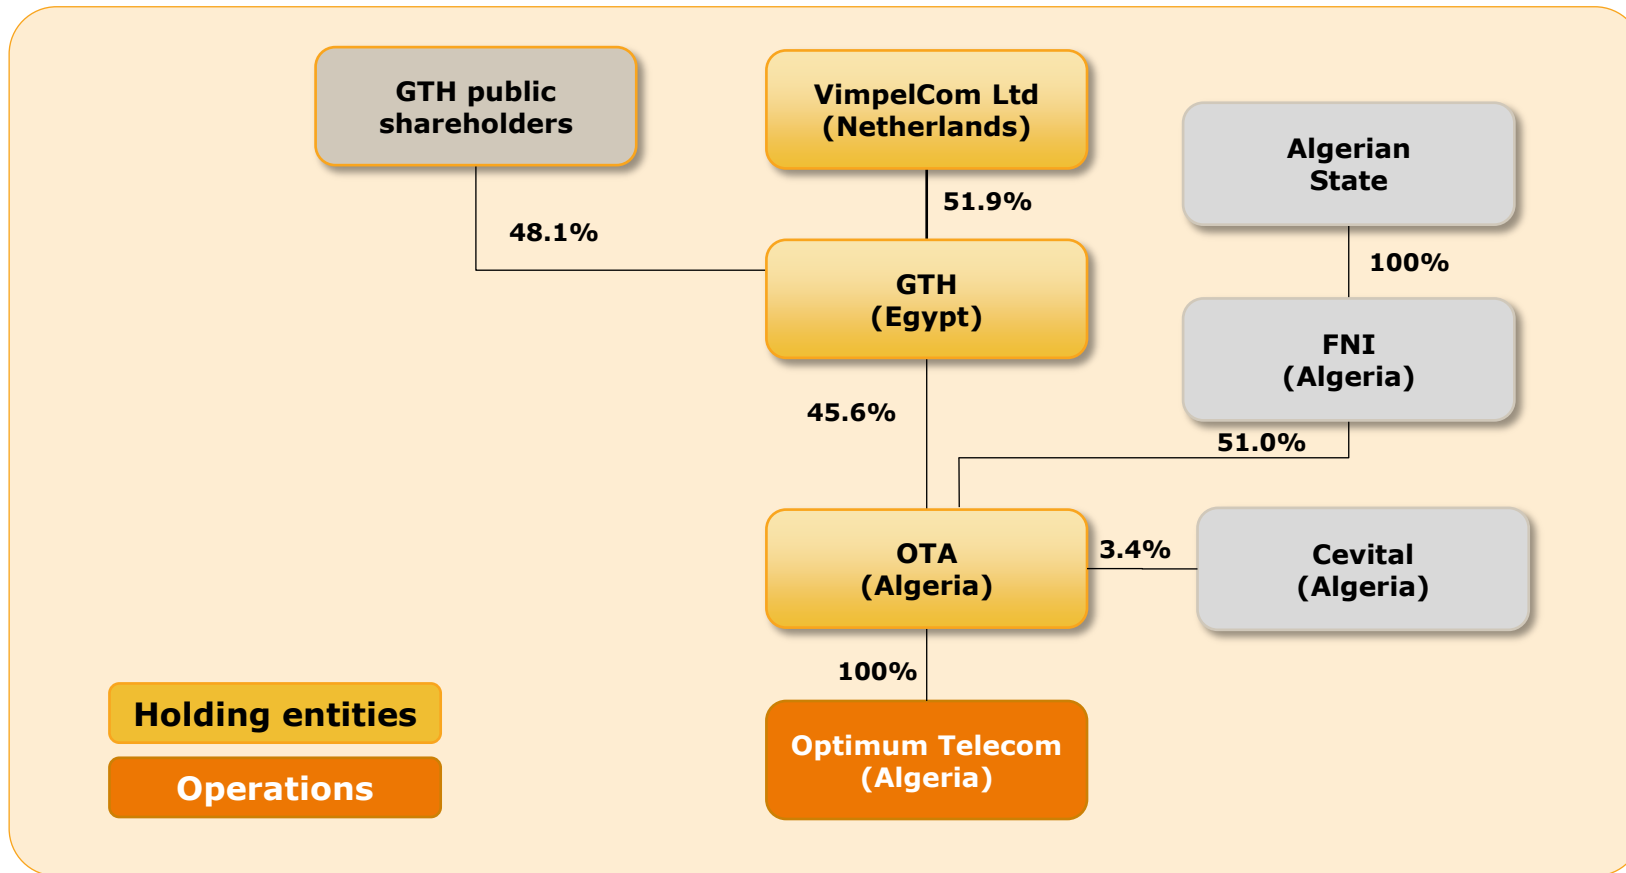 GTH public
shareholders
VimpelCom Ltd
(Netherlands)
Algerian
State
51.9%
48.1%
100%
GTH
(Egypt)
FNI
(Algeria)
45.6%
51.0%
OTA
(Algeria)
3.4%
Cevital
(Algeria)
100%
Holding entities
Optimum Telecom
(Algeria)
Operations